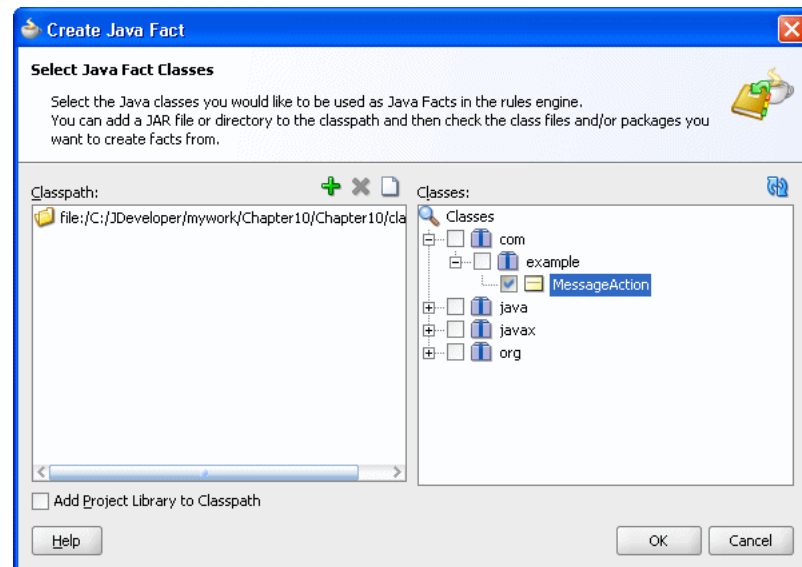 Create Java Fact
Select Java Fact Classes
Select the Java classes you would like to be used as Java Facts in the rules engine.
You can add a JAR file or directory to the classpath and then check the class files and/or packages you
want to create facts from.
Classpath:
file:/C:/JDeveloper/mywork/Chapter10/Chapter10/cla
Classes:
Classes
com
example
MessageAction
java
javax
org
Add Project Library to Classpath
Help
OK
Cancel